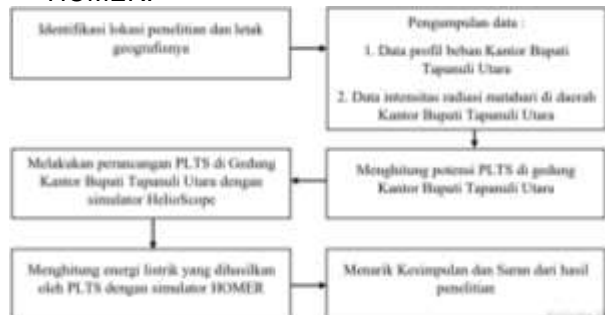 HOMER.
Identifikasi lokasi penelitian dan letak
geografisnya
Pengumpulan data :
1. Data profil beban Kantor Bupati
Tapanuli Utara
2. Data intensitas radiasi matahari di daerah
Kantor Bupati Tapanuli Utara
Menghitung potensi PLTS di gedung
Kantor Bupati Tapanuli Utara
Melakukan perancangan PLTS di Gedung
Kantor Bupati Tapanuli Utara dengan
simulator HelioScope
Menghitung energi listrik yang dihasilkan
oleh PLTS dengan simulator HOMER
Menarik Kesimpulan dan Saran dari hasil
penelitian